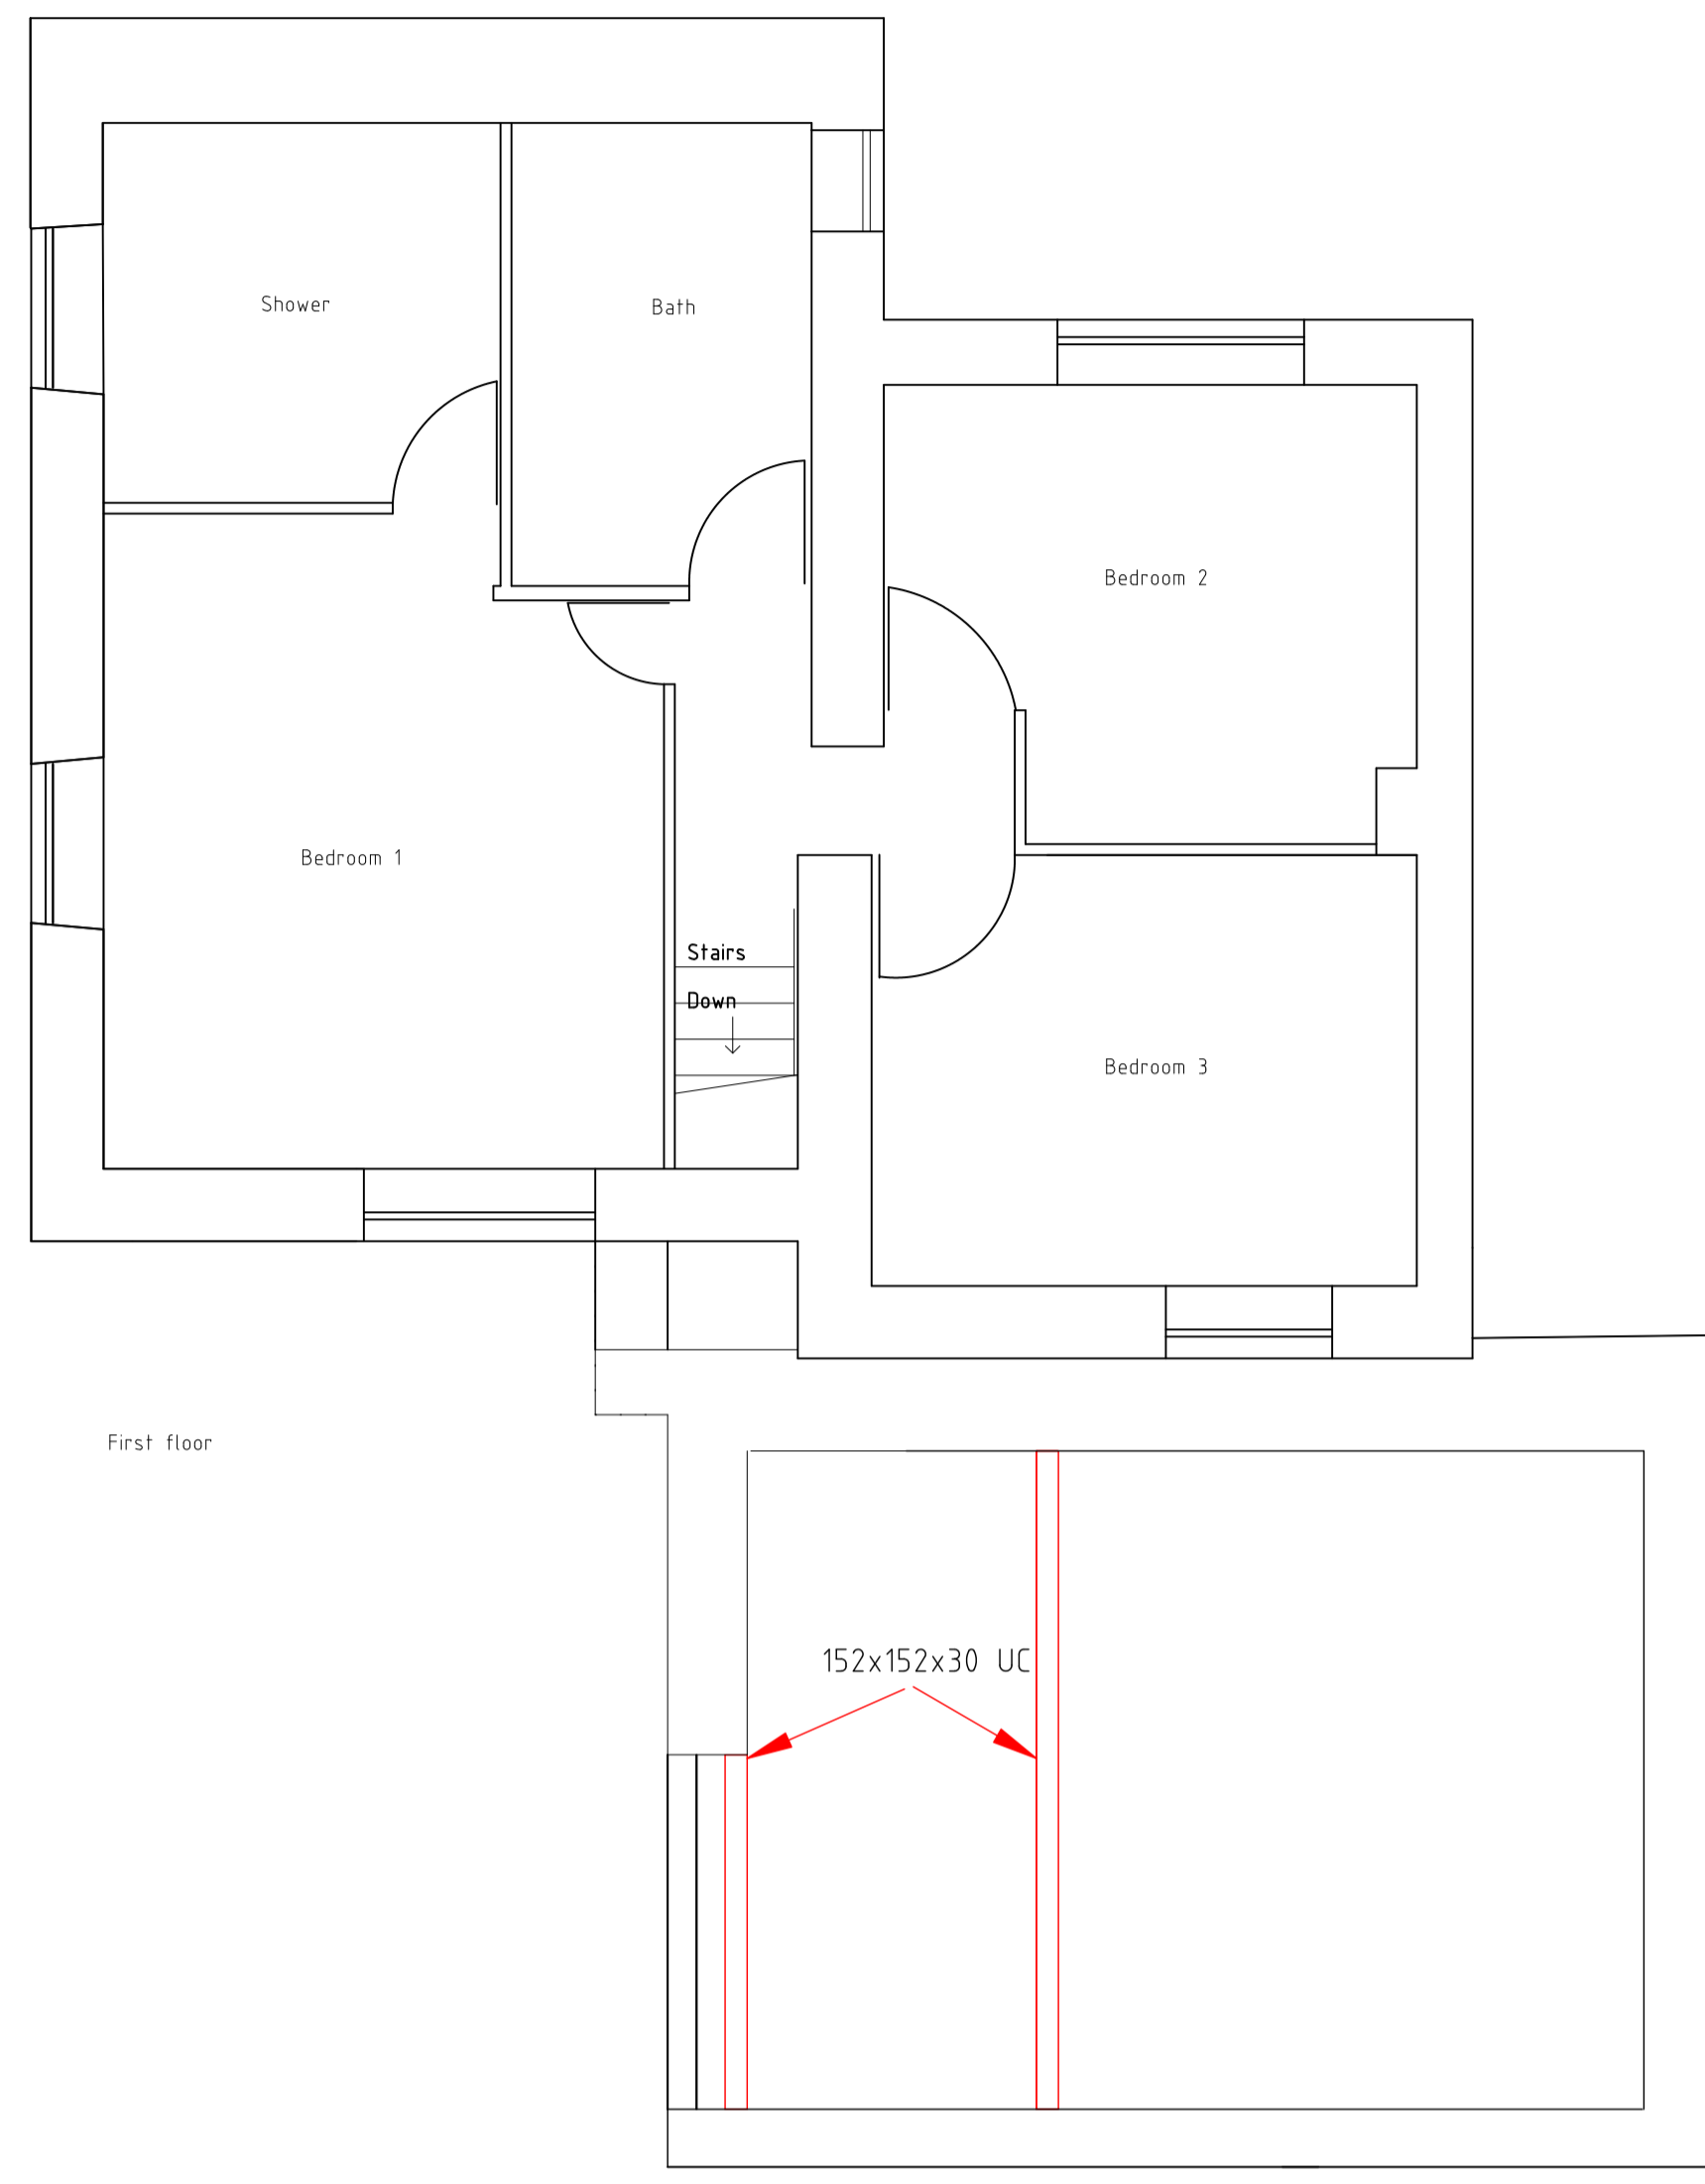 Shower
Bath
Bedroom 2
Bedroom 1
Stairs
Down
Bedroom 3
First floor
152x152x30 UC